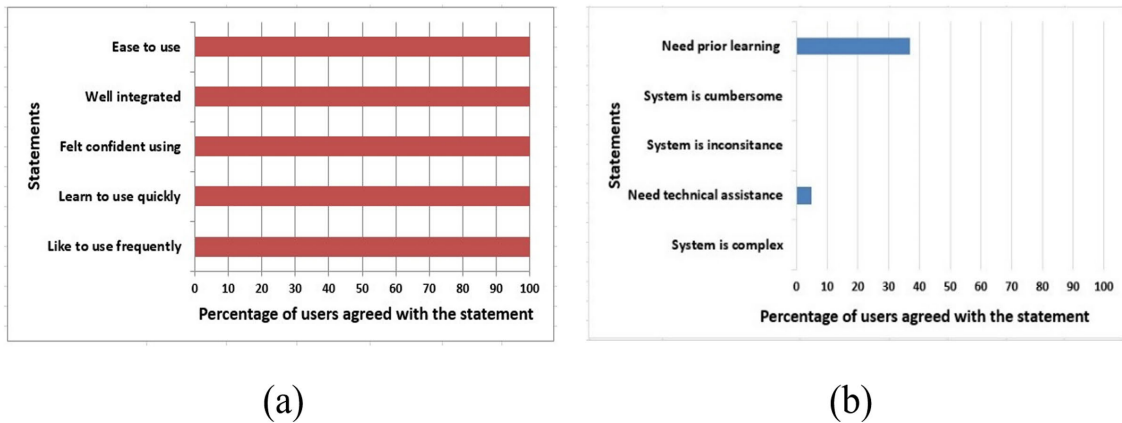 Statements
Ease to use
Well integrated
Felt confident using
Learn to use quickly
Like to use frequently
0 10 20 30 40 50 60 70 80 90 100
Percentage of users agreed with the statement
(a)
Statements
Need prior learning
System is cumbersome
System is inconsitance
Need technical assistance
System is complex
0 10 20 30 40 50 60 70 80 90 100
Percentage of users agreed with the statement
(b)